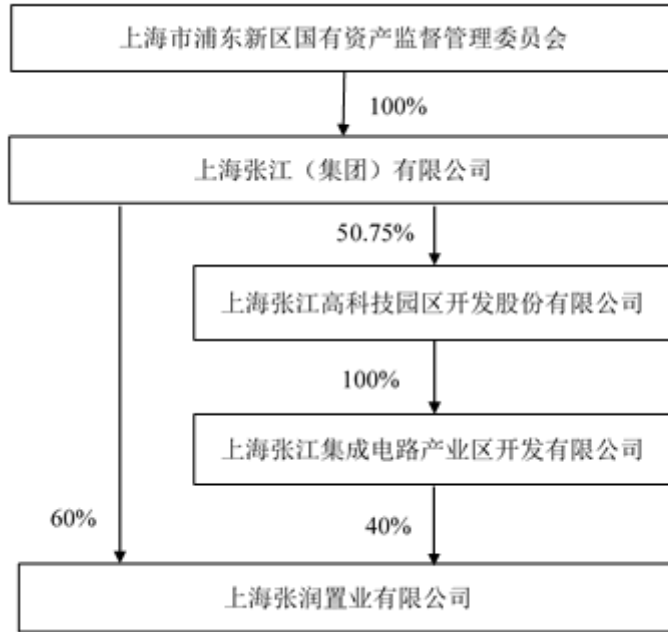 上海市浦东新区国有资产监督管理委员会
100%
上海张江（集团）有限公司
50.75%
上海张江高科技园区开发股份有限公司
100%
上海张江集成电路产业区开发有限公司
60%
40%
上海张润置业有限公司